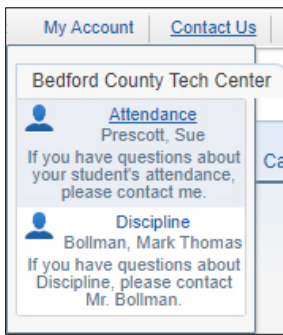 My Account Contact Us
Bedford County Tech Center
Attendance
Prescott, Sue
If you have questions about
your student's attendance,
please contact me.
Ca
Discipline
Bollman, Mark Thomas
If you have questions about
Discipline, please contact
Mr. Bollman.